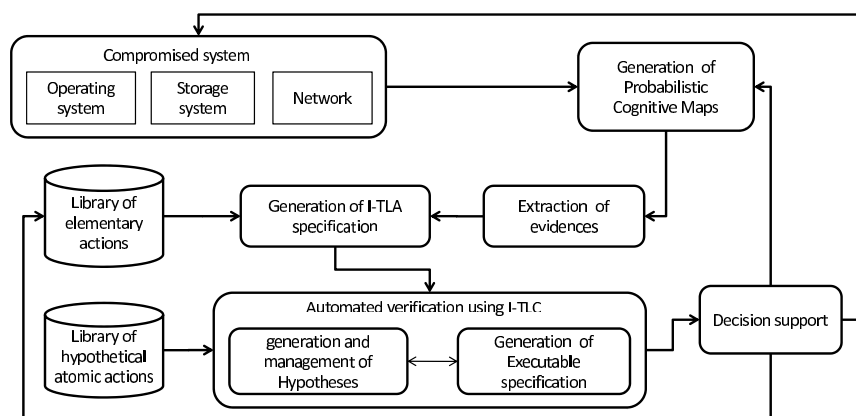 Compromised system
Operating
system
Storage
system
Network
Generation of
Probabilistic
Cognitive Maps
Library of
elementary
actions
Generation of I-TLA
specification
Extraction of
evidences
Automated verification using I-TLC
Library of
hypothetical
atomic actions
generation and
management of
Hypotheses
Generation of
Executable
specification
Decision support